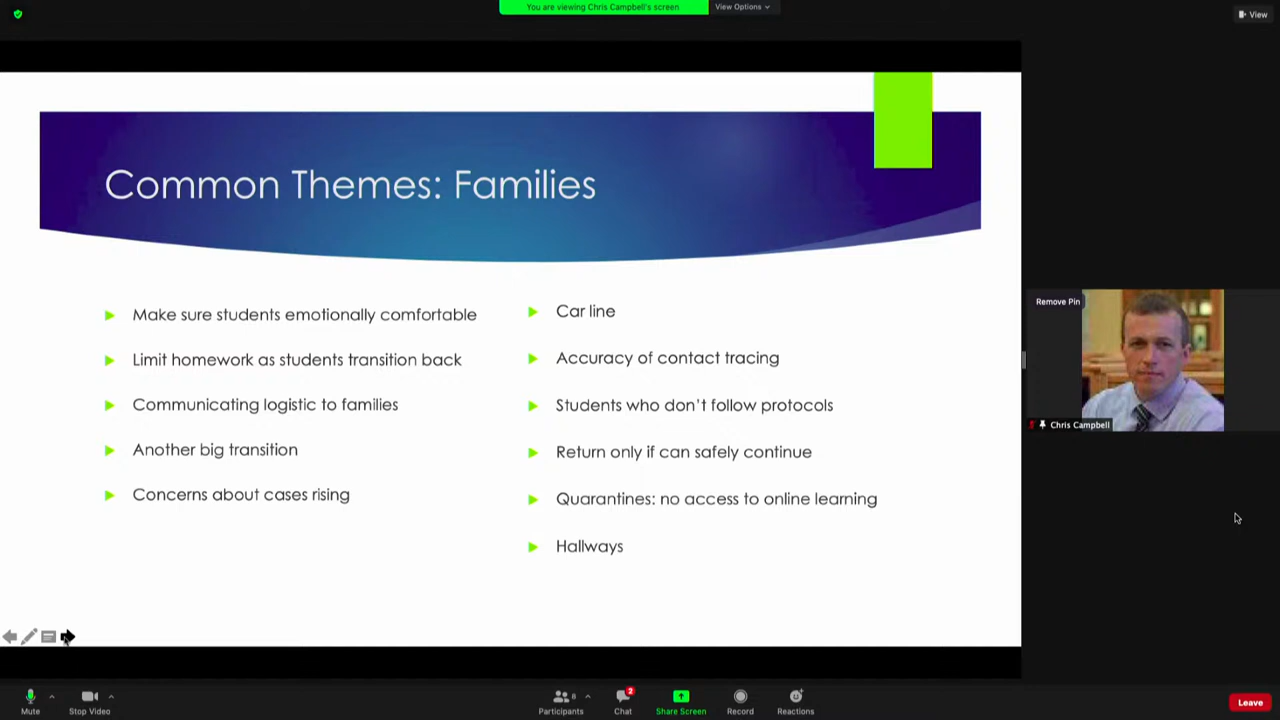 You are viewing Chris Campbell's screen
View Options
View
Common Themes: Families
Make sure students emotionally comfortable
Limit homework as students transition back
Communicating logistic to families
Another big transition
Concerns about cases rising
Car line
Accuracy of contact tracing
Students who don't follow protocols
Return only if can safely continue
Quarantines: no access to online learning
Hallways
Remove Pin
Chris Campbell
Mute
Stop Video
Participants
8
Chat
2
Share Screen
Record
Reactions
Leave